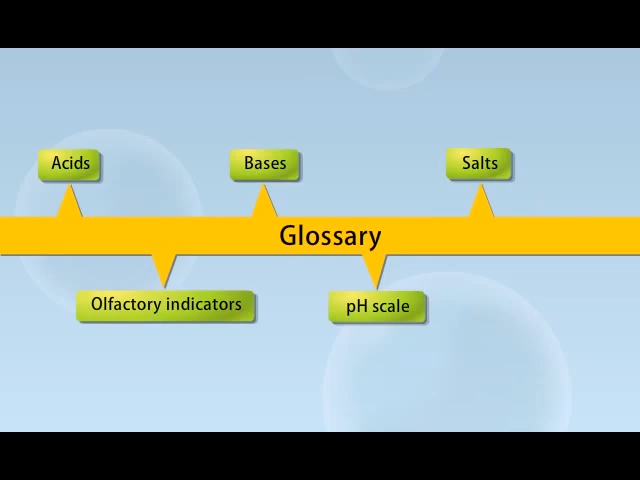 Acids
Bases
Salts
Glossary
Olfactory indicators
pH scale